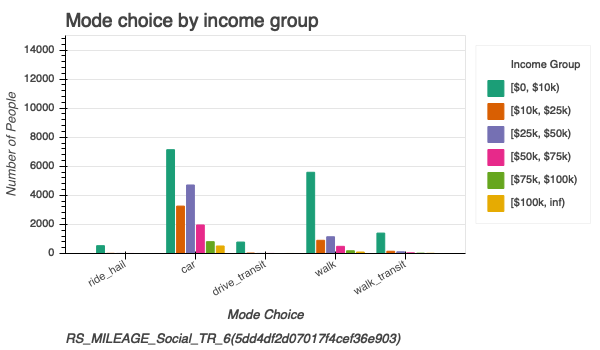 Mode choice by income group
Number of People
14000
12000
10000
8000
6000
4000
2000
0
ride_hail
car
drive_transit
walk
walk_transit
Mode Choice
Income Group
[$0, $10k)
[$10k, $25k)
[$25k, $50k)
[$50k, $75k)
[$75k, $100k)
[$100k, inf)
RS_MILEAGE_Social_TR_6(5dd4df2d07017f4cef36e903)